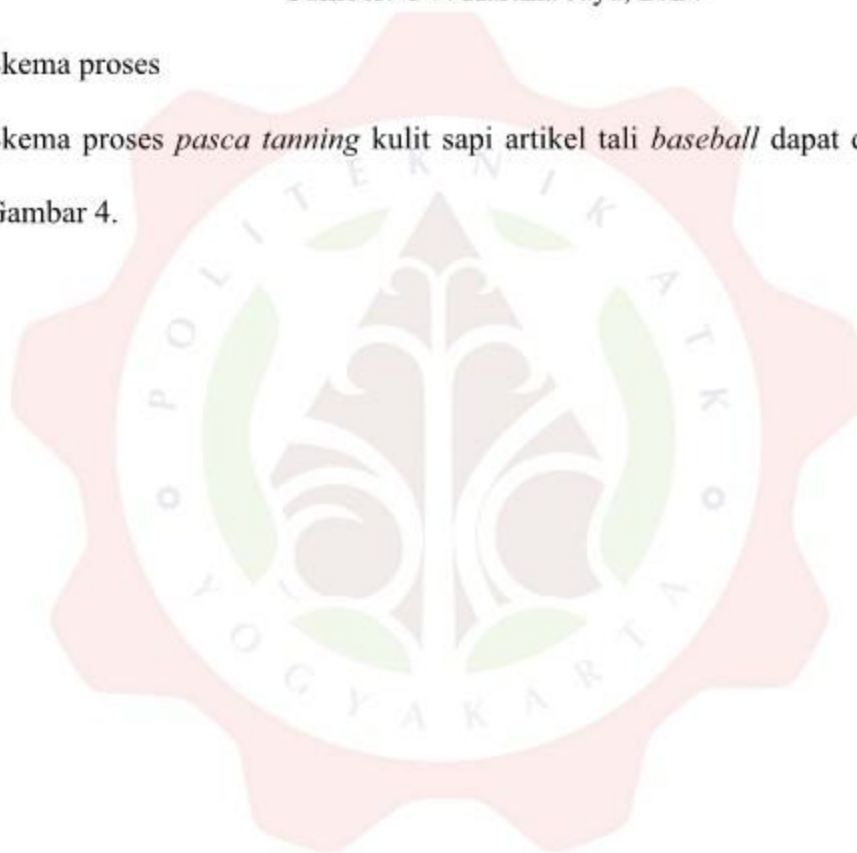 kema proses
kema proses pasca tanning kulit sapi artikel tali baseball dapat
Gambar 4.
POLITEKNIK ATK
YOGYAKARTA